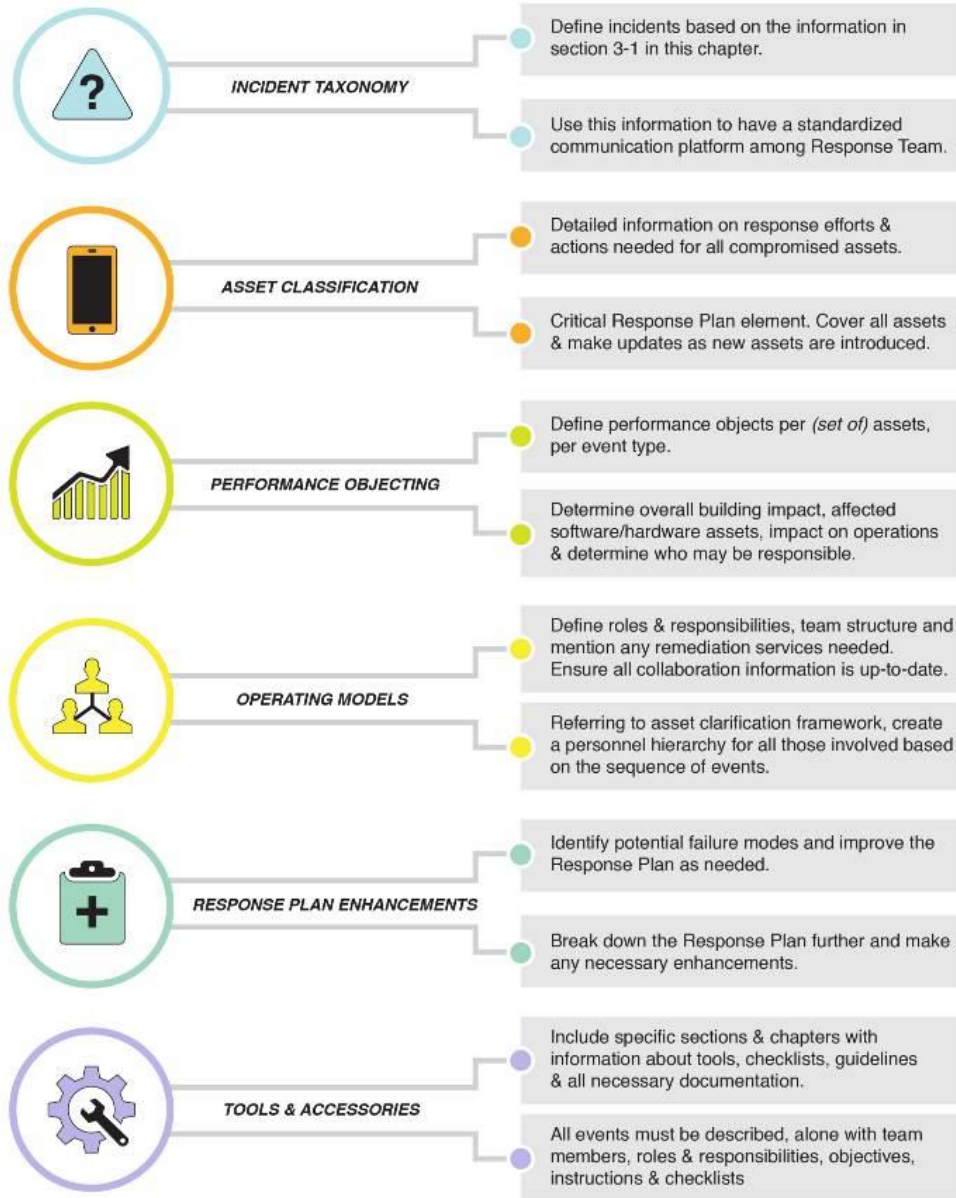 Define incidents based on the information in
section 3-1 in this chapter.
?
INCIDENT TAXONOMY
Use this information to have a standardized
communication platform among Response Team.
Detailed information on response efforts &
actions needed for all compromised assets.
ASSET CLASSIFICATION
Critical Response Plan element. Cover all assets
& make updates as new assets are introduced.
Define performance objects per (set of) assets,
per event type.
PERFORMANCE OBJECTING
Determine overall building impact, affected
software/hardware assets, impact on operations
& determine who may be responsible.
Define roles & responsibilities, team structure and
mention any remediation services needed.
Ensure all collaboration information is up-to-date.
OPERATING MODELS
Referring to asset clarification framework, create
a personnel hierarchy for all those involved based
on the sequence of events.
Identify potential failure modes and improve the
Response Plan as needed.
RESPONSE PLAN ENHANCEMENTS
Break down the Response Plan further and make
any necessary enhancements.
Include specific sections & chapters with
information about tools, checklists, guidelines
& all necessary documentation.
TOOLS & ACCESSORIES
All events must be described, alone with team
members, roles & responsibilities, objectives,
instructions & checklists